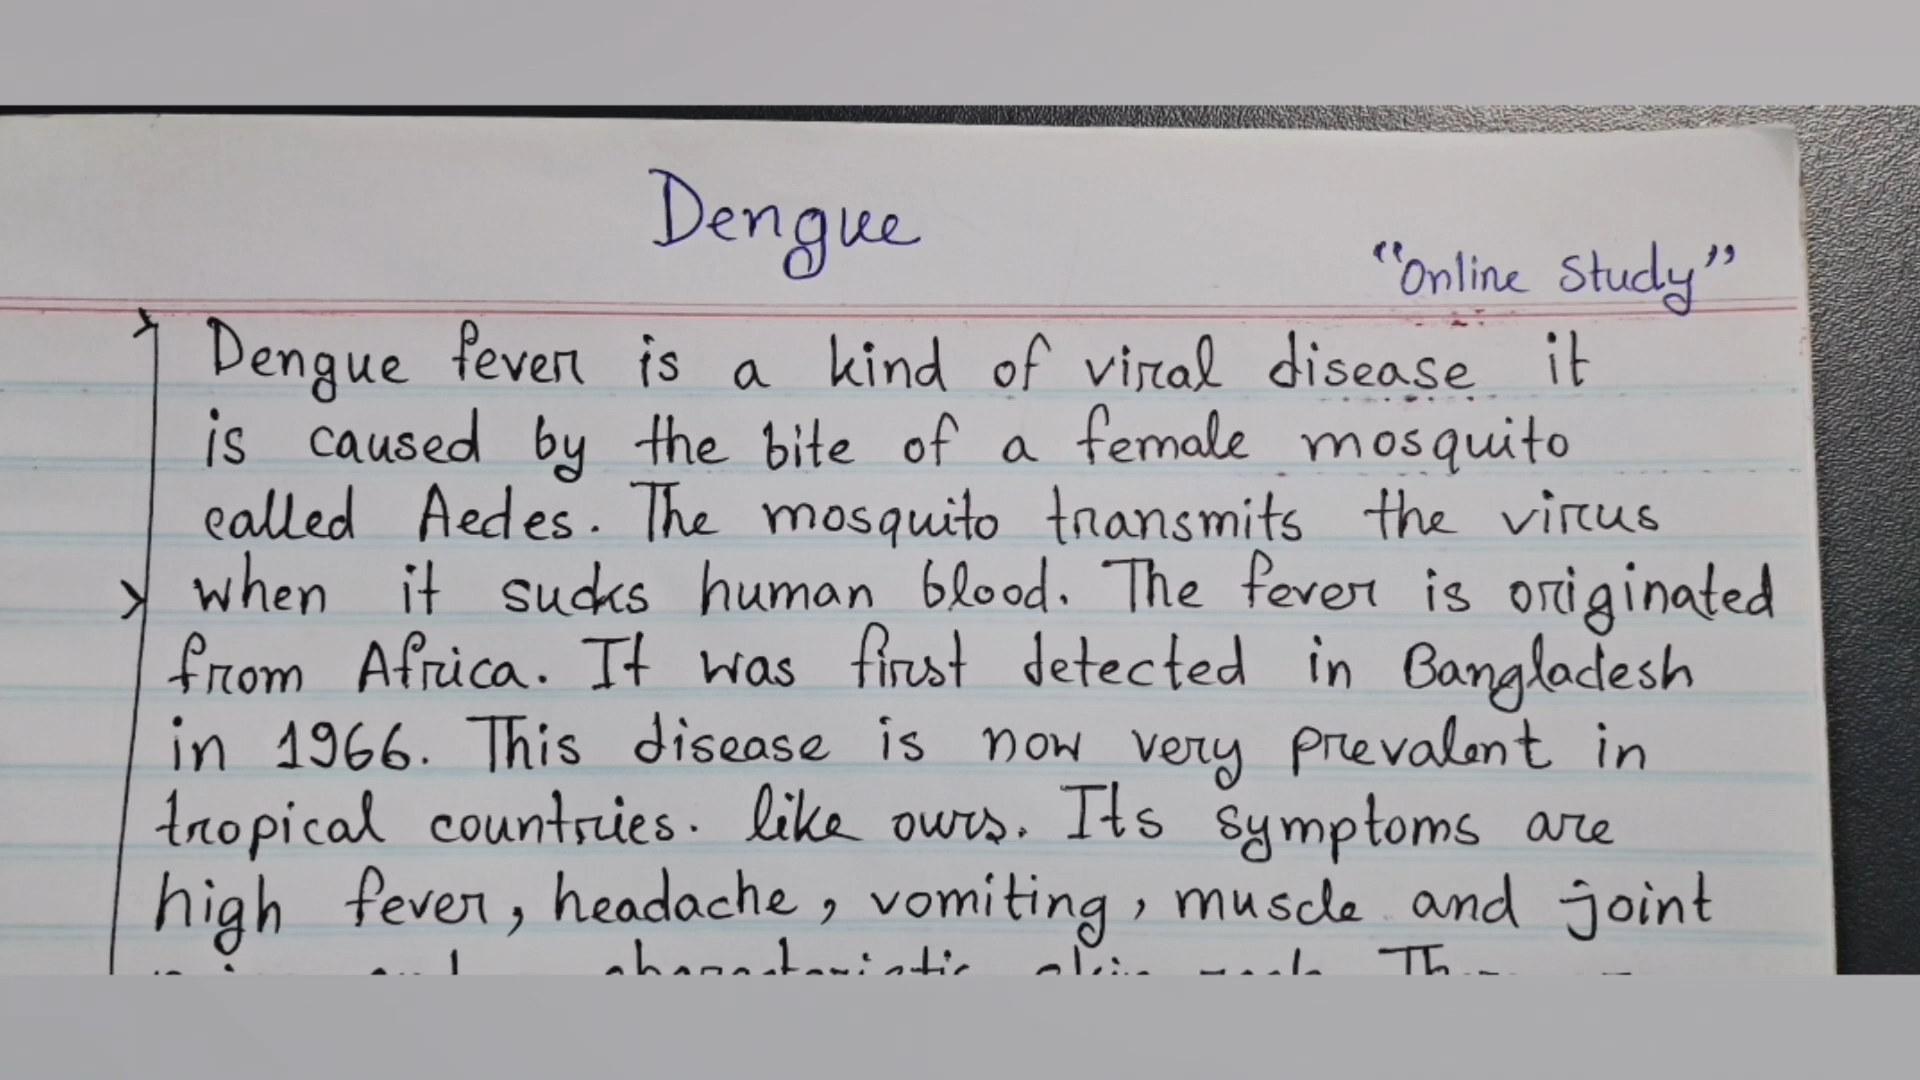 Dengue
"Online Study"
Dengue fever is a kind of viral disease it
is caused by the bite of a female mosquito
called Aedes. The mosquito transmits the virus
when it sucks human blood. The fever is originated
from Africa. It was first detected in Bangladesh
in 1966. This disease is now very prevalent in
tropical countries. like ours. Its symptoms are
high fever, headache, vomiting, muscle and joint
characteristic skin rash